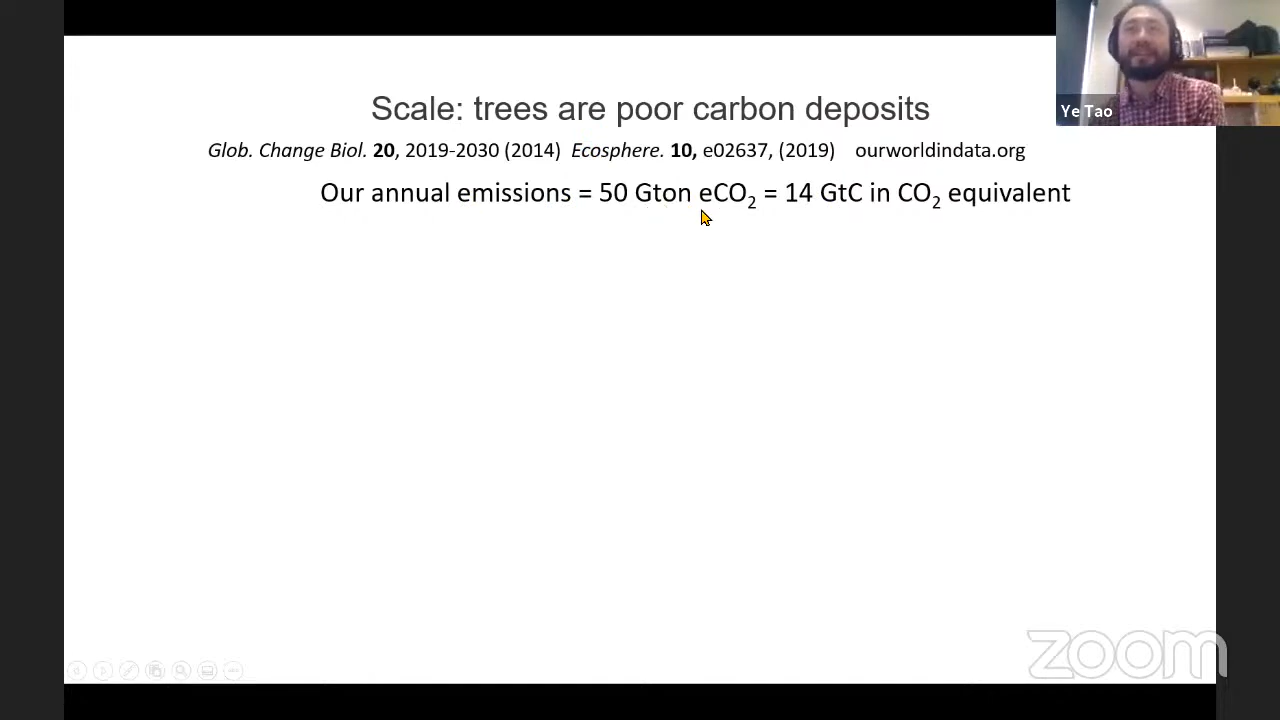 Scale: trees are poor carbon deposits
Glob. Change Biol. 20, 2019-2030 (2014) Ecosphere. 10, e02637, (2019) ourworldindata.org
Our annual emissions = 50 Gton eCO₂ = 14 GtC in CO₂ equivalent
Ye Tao
zoom